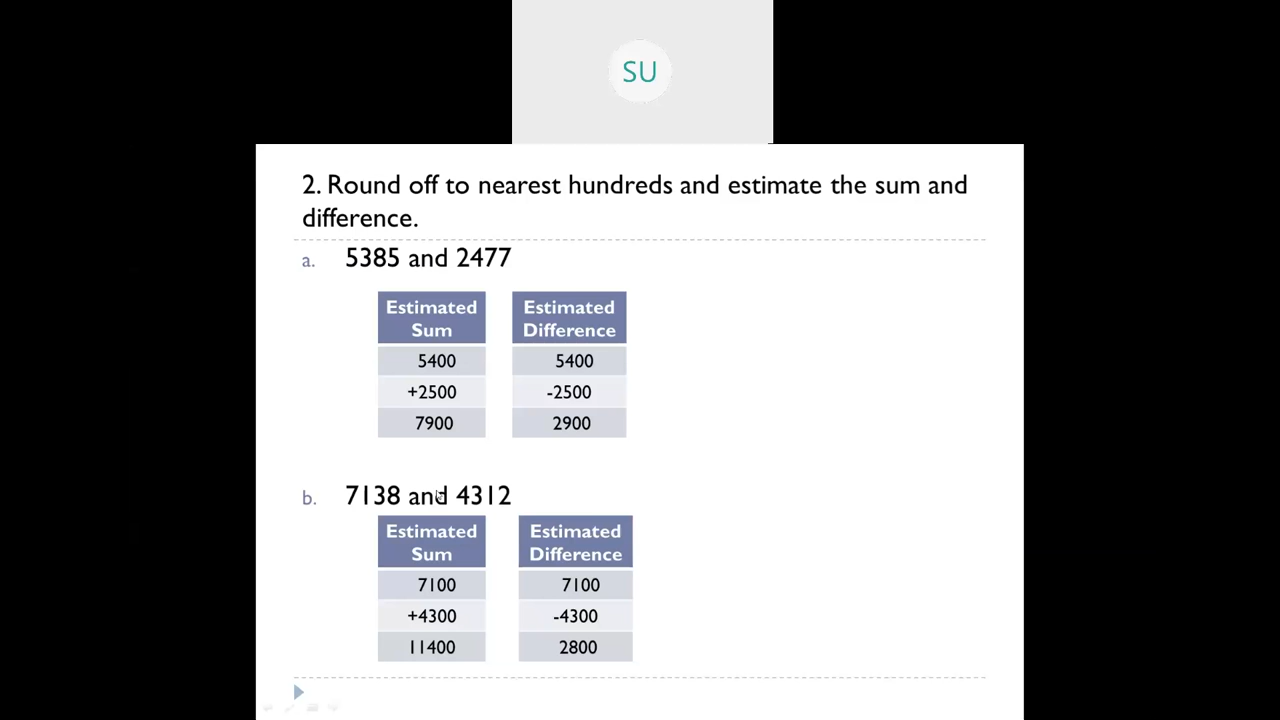 SU
2. Round off to nearest hundreds and estimate the sum and
difference.
a. 5385 and 2477
Estimated Sum Estimated Difference
5400 5400
+2500 -2500
7900 2900
b. 7138 and 4312
Estimated Sum Estimated Difference
7100 7100
+4300 -4300
11400 2800